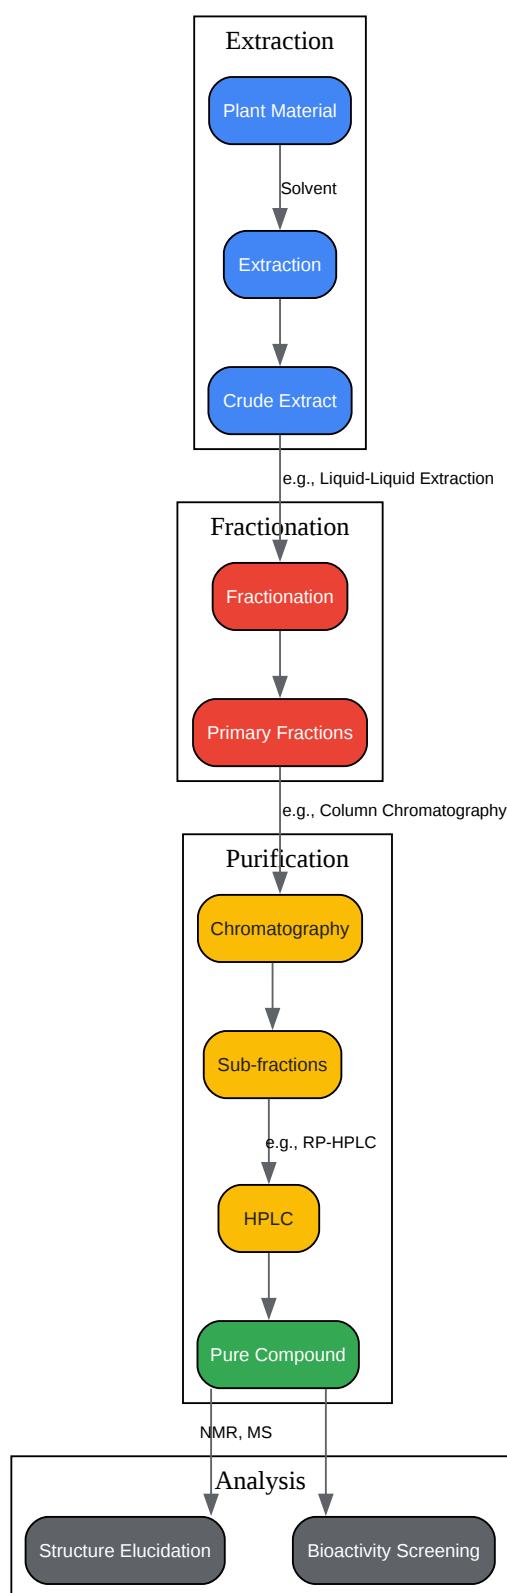 Extraction
Plant Material
Solvent
Extraction
Crude Extract
e.g., Liquid-Liquid Extraction
Fractionation
Fractionation
Primary Fractions
e.g., Column Chromatography
Purification
Chromatography
Sub-fractions
e.g., RP-HPLC
HPLC
Pure Compound
NMR, MS
Analysis
Structure Elucidation
Bioactivity Screening